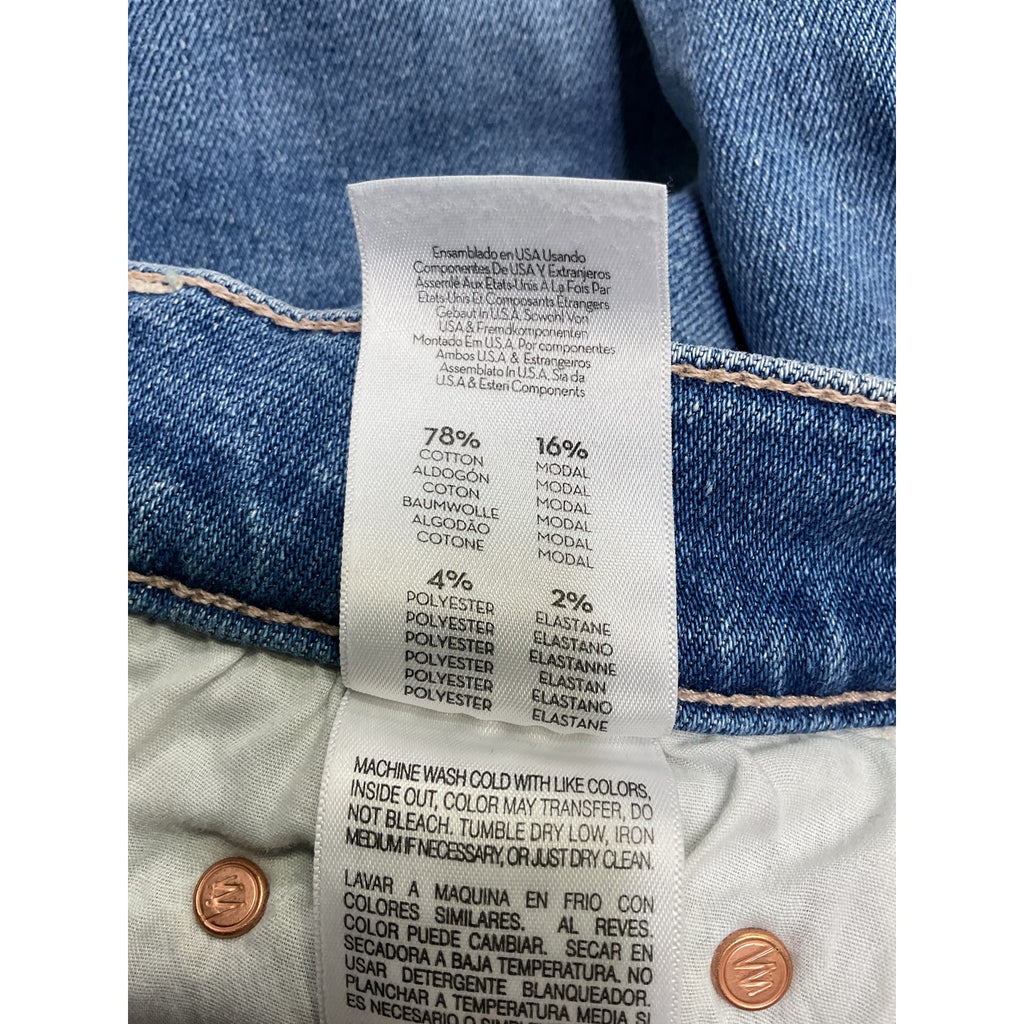 Ensamblado en USA Usando
Componentes De USA Y Extranjeros
Assemlé Aux Etats-Unis A La Fois Par
Etats-Unis Et Composants Etrangers
Gebaut In U.S.A. Sowohl Von
USA & Fremdkomponenten
Montado Em U.S.A. Por componentes
Ambos U.S.A. & Estrangeiros
Assemblato In U.S.A. Sia da
U.S.A & Esteri Components
78%
COTTON
ALDOGÓN
COTON
BAUMWOLLE
ALGODÃO
COTONE
16%
MODAL
MODAL
MODAL
MODAL
MODAL
MODAL
4%
POLYESTER
POLYESTER
POLYESTER
POLYESTER
POLYESTER
POLYESTER
2%
ELASTANE
ELASTANO
ELASTANNE
ELASTAN
ELASTANO
ELASTANE
MACHINE WASH COLD WITH LIKE COLORS,
INSIDE OUT, COLOR MAY TRANSFER, DO
NOT BLEACH. TUMBLE DRY LOW, IRON
MEDIUM IF NECESSARY, OR JUST DRY CLEAN.
LAVAR A MAQUINA EN FRIO CON
COLORES SIMILARES. AL REVES.
COLOR PUEDE CAMBIAR. SECAR EN
SECADORA A BAJA TEMPERATURA. NO
USAR DETERGENTE BLANQUEADOR.
PLANCHAR A TEMPERATURA MEDIA SI
ES NECESARIO O